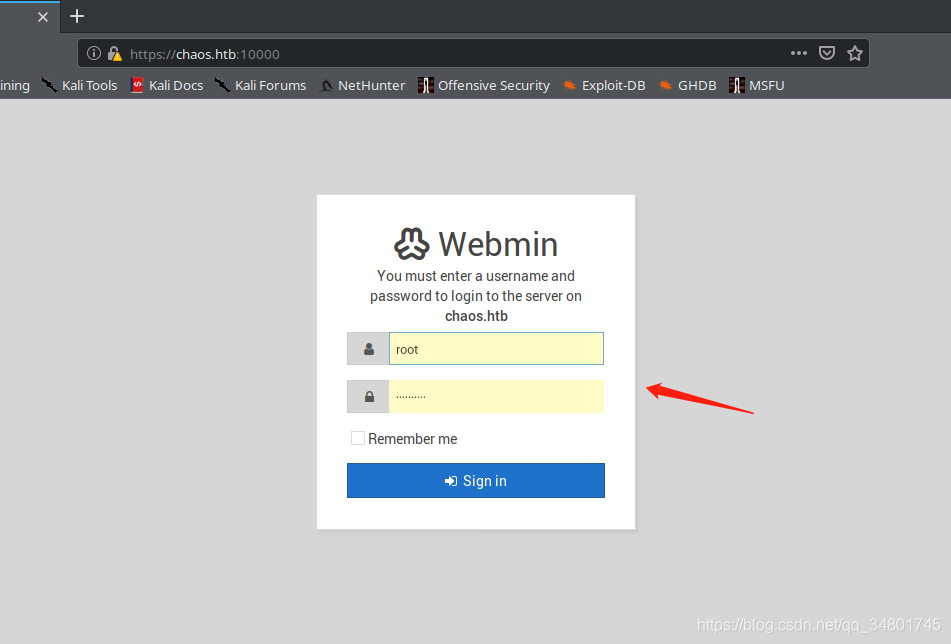 https://chaos.htb:10000
ining Kali Tools Kali Docs Kali Forums NetHunter Offensive Security Exploit-DB GHDB MSFU
Webmin
You must enter a username and
password to login to the server on
chaos.htb
root
··········
Remember me
Sign in
https://blog.csdn.net/qq_34801745